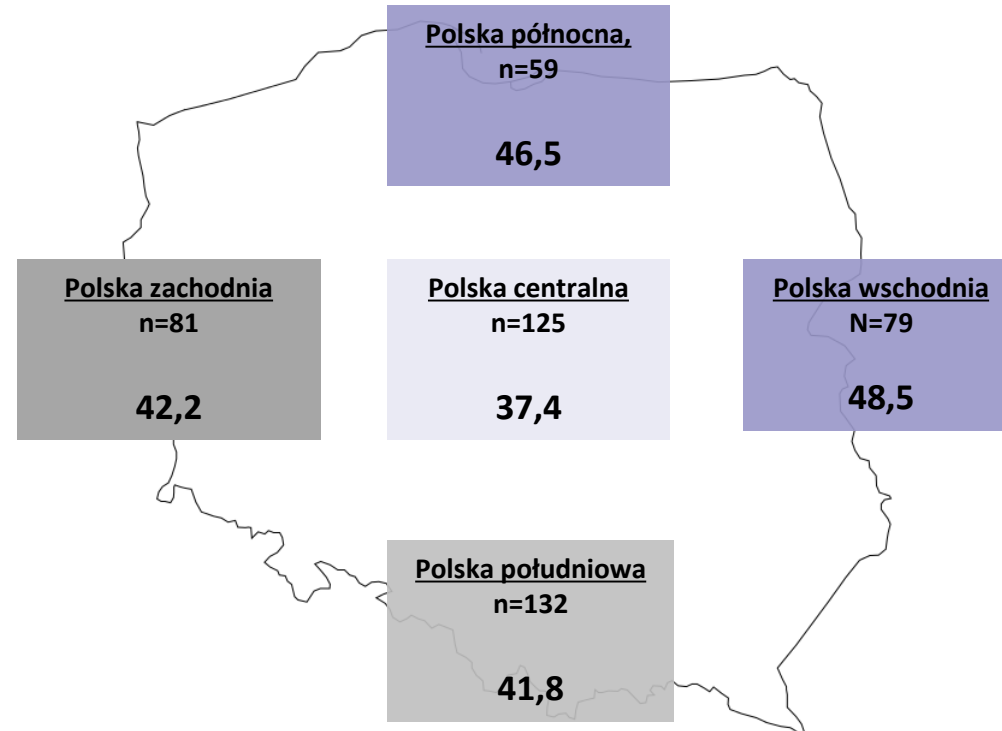 Polska północna,
n=59
46,5
Polska zachodnia
n=81
42,2
Polska centralna
n=125
37,4
Polska wschodnia
N=79
48,5
Polska południowa
n=132
41,8